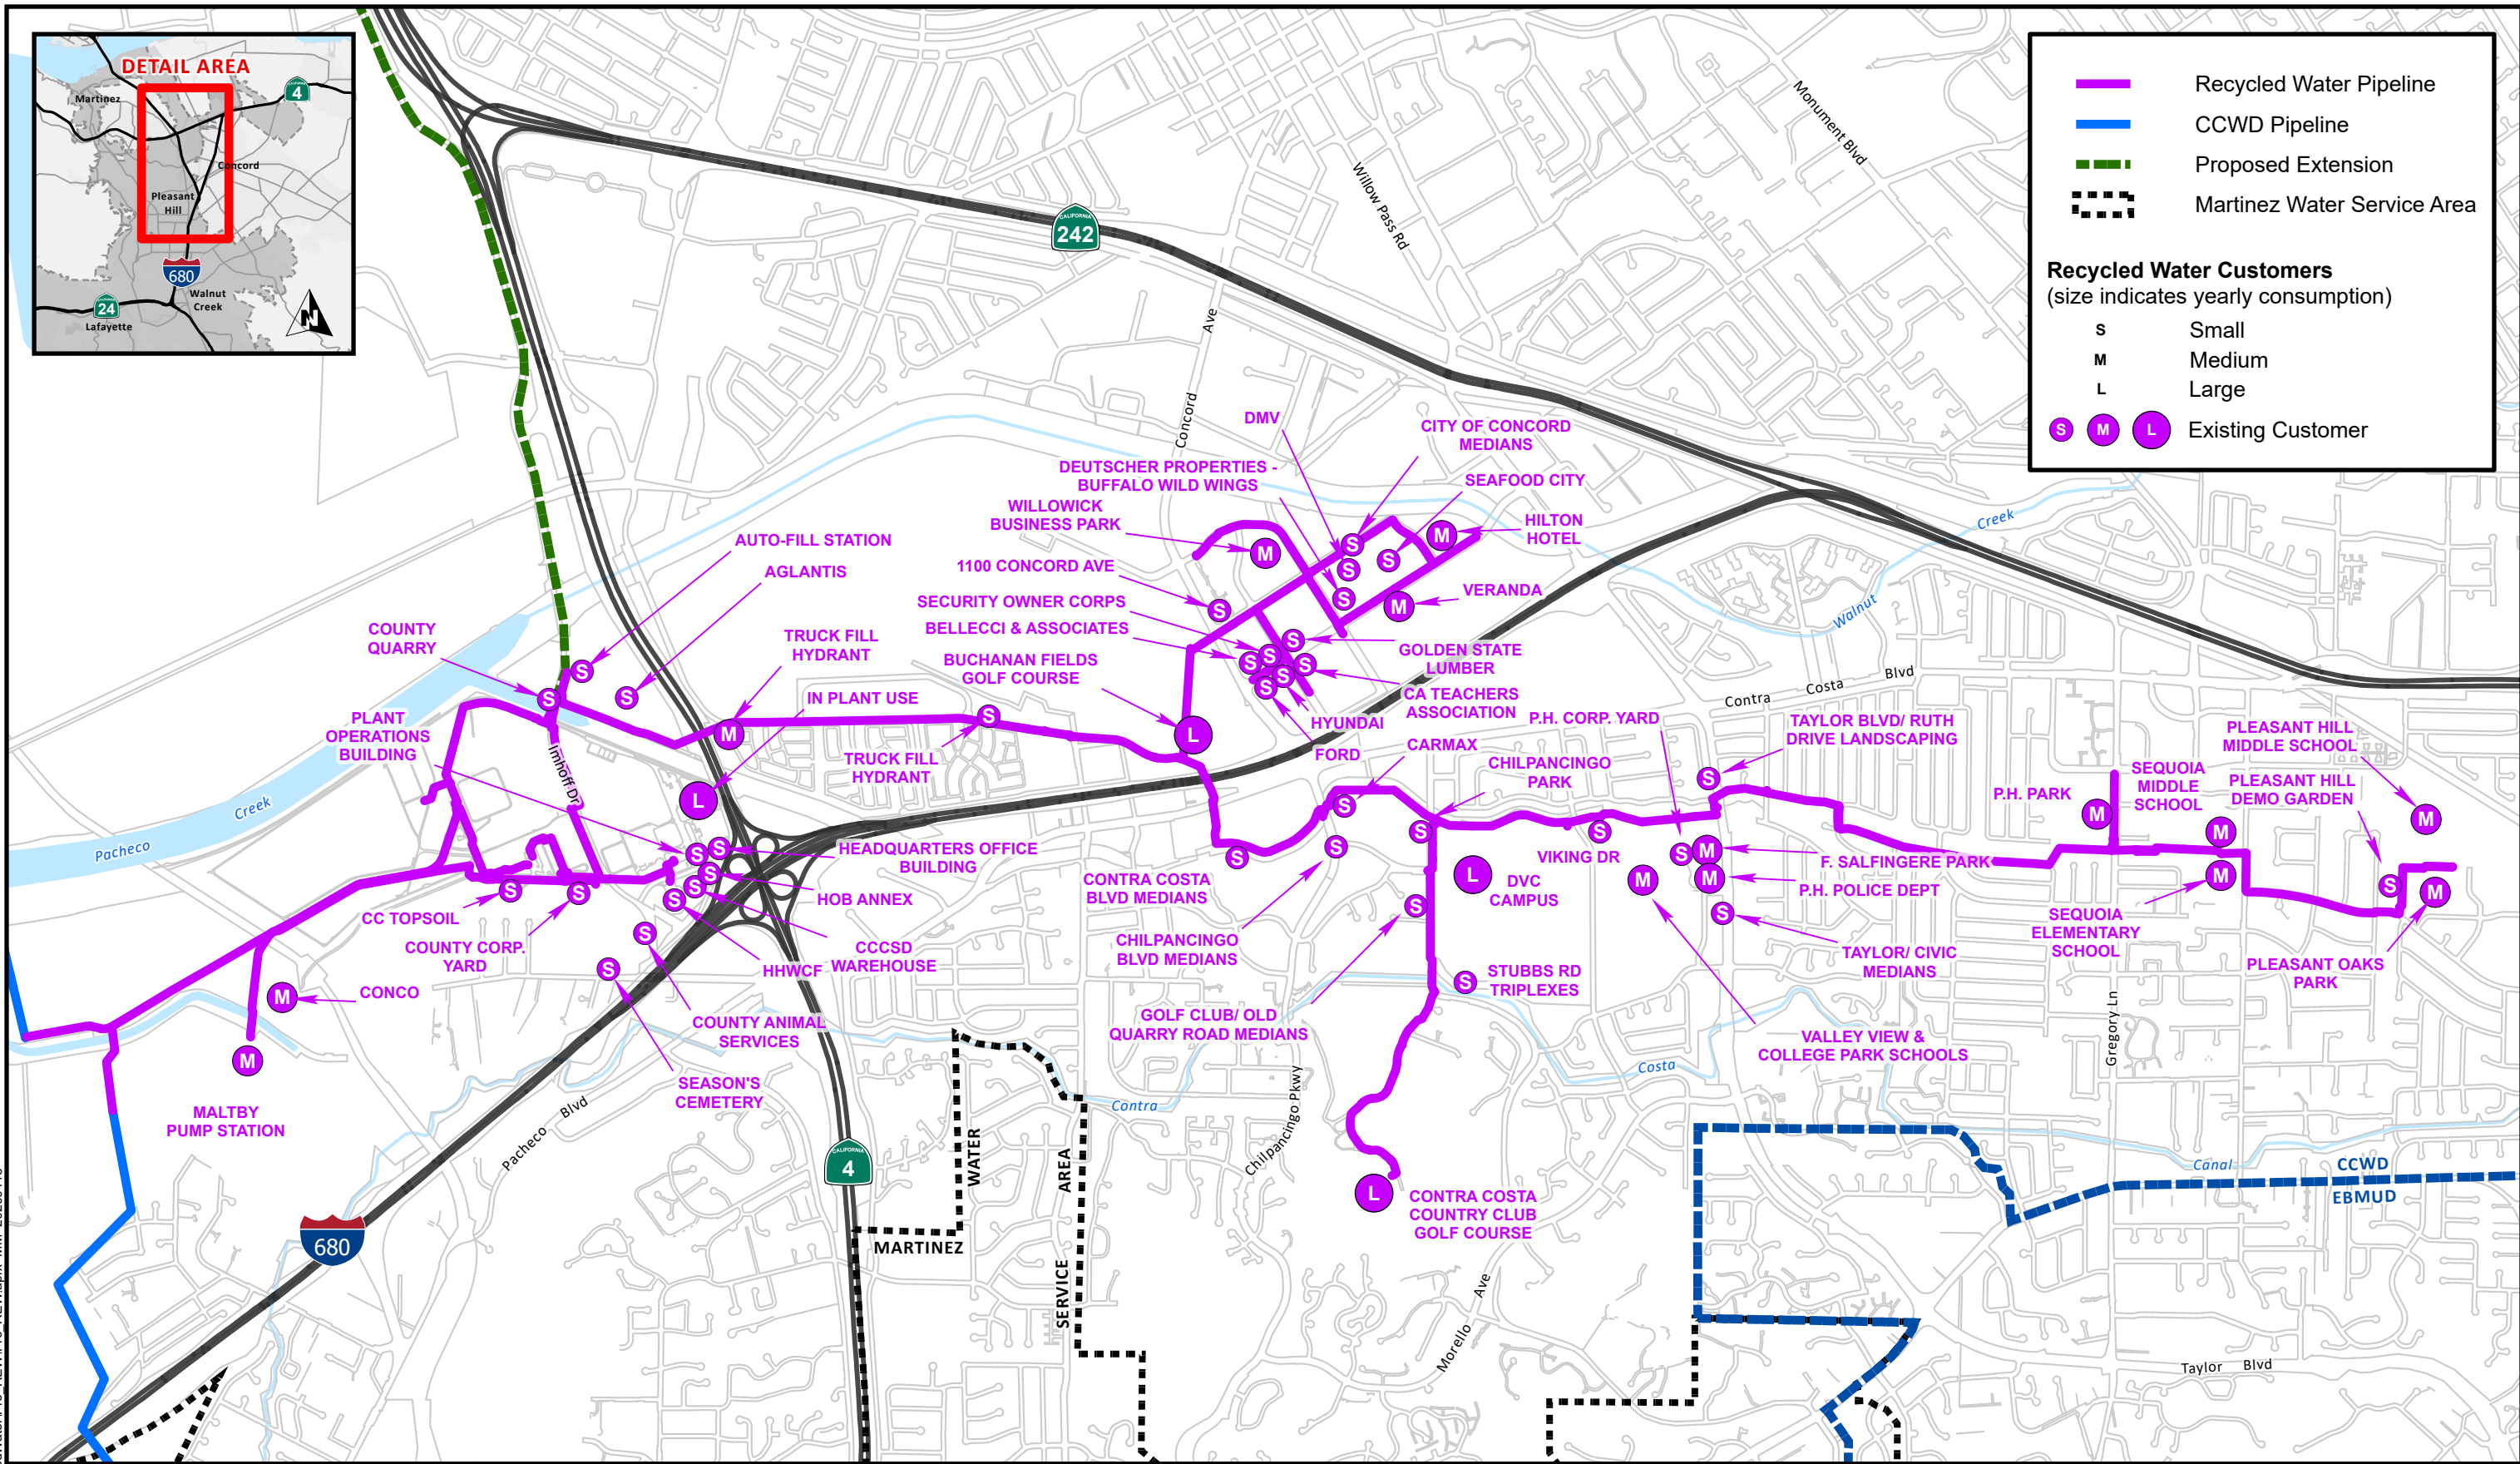 DETAIL AREA
Martinez
CALIFORNIA
4
Concord
Pleasant
Hill
680
Walnut
Creek
24
Lafayette
N
Recycled Water Pipeline
CCWD Pipeline
Proposed Extension
Martinez Water Service Area
Recycled Water Customers
(size indicates yearly consumption)
S Small
M Medium
L Large
S M L Existing Customer
Monument Blvd
Willow Pass Rd
CALIFORNIA
242
Concord Ave
Creek
Walnut
Contra Costa Blvd
DMV
CITY OF CONCORD
MEDIANS
DEUTSCHER PROPERTIES -
BUFFALO WILD WINGS
SEAFOOD CITY
WILLOWICK
BUSINESS PARK
HILTON
HOTEL
1100 CONCORD AVE
VERANDA
SECURITY OWNER CORPS
BELLECCI & ASSOCIATES
GOLDEN STATE
LUMBER
BUCHANAN FIELDS
GOLF COURSE
CA TEACHERS
ASSOCIATION
HYUNDAI
FORD
AUTO-FILL STATION
AGLANTIS
COUNTY
QUARRY
TRUCK FILL
HYDRANT
IN PLANT USE
PLANT
OPERATIONS
BUILDING
TRUCK FILL
HYDRANT
Imhoff Dr
Pacheco Creek
HEADQUARTERS OFFICE
BUILDING
HOB ANNEX
CC TOPSOIL
COUNTY CORP.
YARD
CCCSD
WAREHOUSE
HHWCF
CONCO
COUNTY ANIMAL
SERVICES
SEASON'S
CEMETERY
MALTBY
PUMP STATION
Pacheco Blvd
680
CALIFORNIA
4
MARTINEZ
WATER
SERVICE
AREA
P.H. CORP. YARD
CARMAX
CHILPANCINGO
PARK
TAYLOR BLVD/ RUTH
DRIVE LANDSCAPING
PLEASANT HILL
MIDDLE SCHOOL
SEQUOIA
MIDDLE
SCHOOL
PLEASANT HILL
DEMO GARDEN
P.H. PARK
VIKING DR
F. SALFINGERE PARK
P.H. POLICE DEPT
CONTRA COSTA
BLVD MEDIANS
DVC
CAMPUS
CHILPANCINGO
BLVD MEDIANS
SEQUOIA
ELEMENTARY
SCHOOL
TAYLOR/ CIVIC
MEDIANS
PLEASANT OAKS
PARK
STUBBS RD
TRIPLEXES
GOLF CLUB/ OLD
QUARRY ROAD MEDIANS
VALLEY VIEW &
COLLEGE PARK SCHOOLS
Gregory Ln
Contra
Costa
Canal
Chilpancingo Pkwy
CCWD
EBMUD
CONTRA COSTA
COUNTRY CLUB
GOLF COURSE
Morello Ave
Taylor Blvd